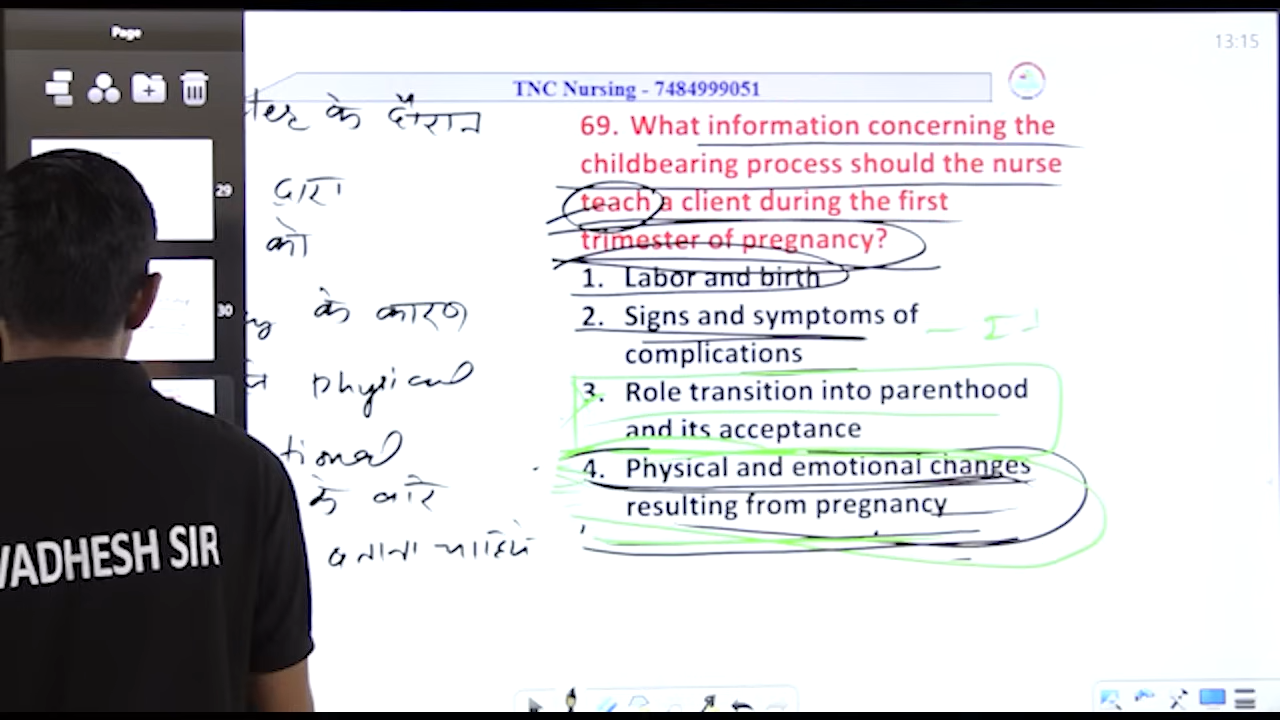 Page
29
30
13:15
TNC Nursing - 7484999051
69. What information concerning the
childbearing process should the nurse
teach a client during the first
trimester of pregnancy?
1. Labor and birth
2. Signs and symptoms of
complications
3. Role transition into parenthood
and its acceptance
4. Physical and emotional changes
resulting from pregnancy
ter के दौरान
द्वारा
को
के कारण
physical
tional
के बारे
बताना चाहिये
VADHESH SIR